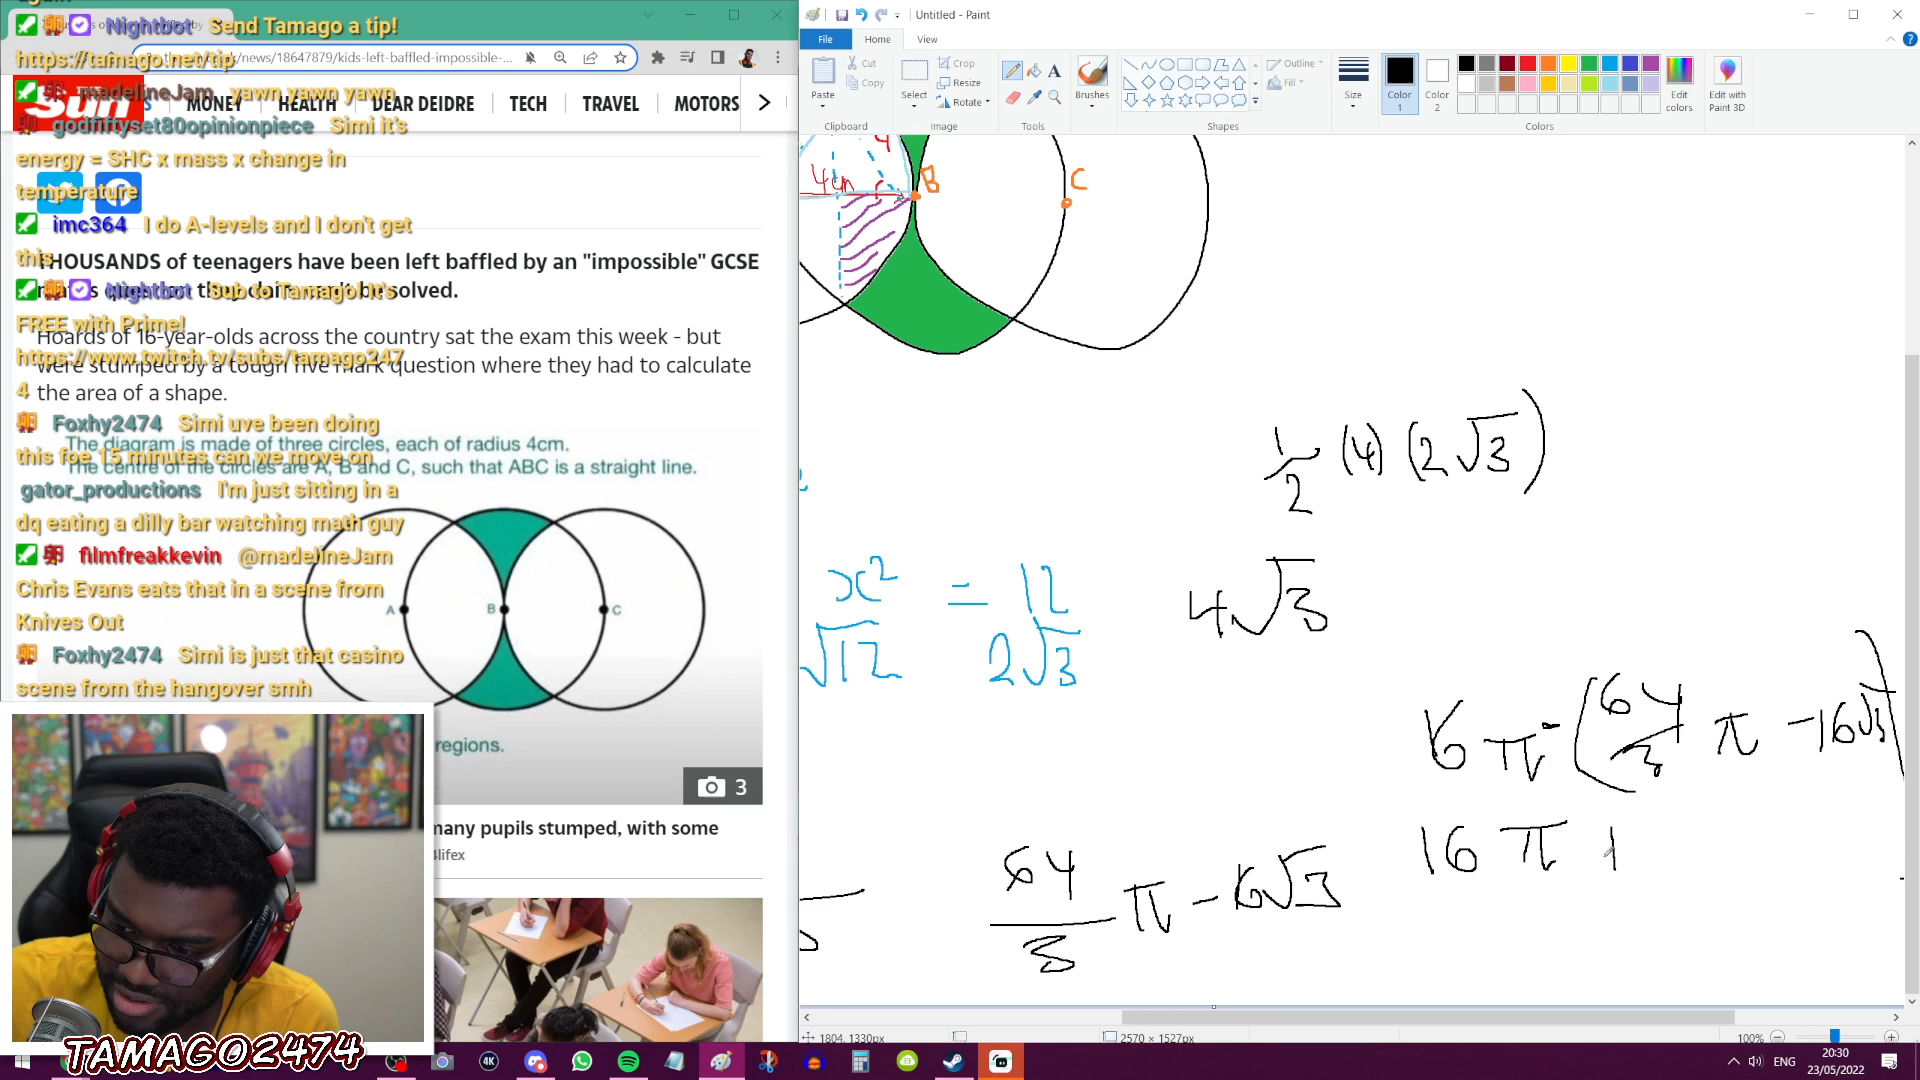 Nightbot Send Tamago a tip!
https://tamago.net/tip
madelineJam yawn yawn yawn
godfiftyset80opinionpiece Simi it's
energy = SHC x mass x change in
temperature
imc364 I do A-levels and I don't get
this
Nightbot Sub to Tamago! It's
FREE with Prime!
https://www.twitch.tv/subs/tamago247
4
Foxhy2474 Simi uve been doing
this foe 15 minutes can we move on
gator_productions I'm just sitting in a
dq eating a dilly bar watching math guy
filmfreakkevin @madelineJam
Chris Evans eats that in a scene from
Knives Out
Foxhy2474 Simi is just that casino
scene from the hangover smh
/news/18647879/kids-left-baffled-impossible-...
Sun
MONEY
HEALTH
DEAR DEIDRE
TECH
TRAVEL
MOTORS
THOUSANDS of teenagers have been left baffled by an "impossible" GCSE
be solved.
Hoards of 16-year-olds across the country sat the exam this week - but
were stumped by a tough five mark question where they had to calculate
the area of a shape.
The diagram is made of three circles, each of radius 4cm.
The centre of the circles are A, B and C, such that ABC is a straight line.
A
B
C
regions.
3
many pupils stumped, with some
4lifex
TAMAGO2474
Untitled - Paint
File
Home
View
Paste
Cut
Copy
Clipboard
Select
Crop
Resize
Rotate
Image
Tools
Brushes
Outline
Fill
Shapes
Size
Color
1
Color
2
Edit
colors
Edit with
Paint 3D
Colors
4
4cm
B
C
1/2 (4) (2√3)
x² = 12
√12 2√3
4√3
16π - (64/3 π - 16√3)
64/3 π - 16√3
16π
1804, 1330px
2570 × 1527px
100%
4K
ENG
20:30
23/05/2022